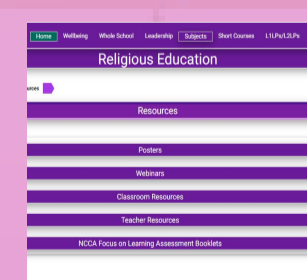 Home Wellbeing Whole School Leadership Subjects Short Courses L1LPs/L2LPs
Religious Education
urces
Resources
Posters
Webinars
Classroom Resources
Teacher Resources
NCCA Focus on Learning Assessment Booklets